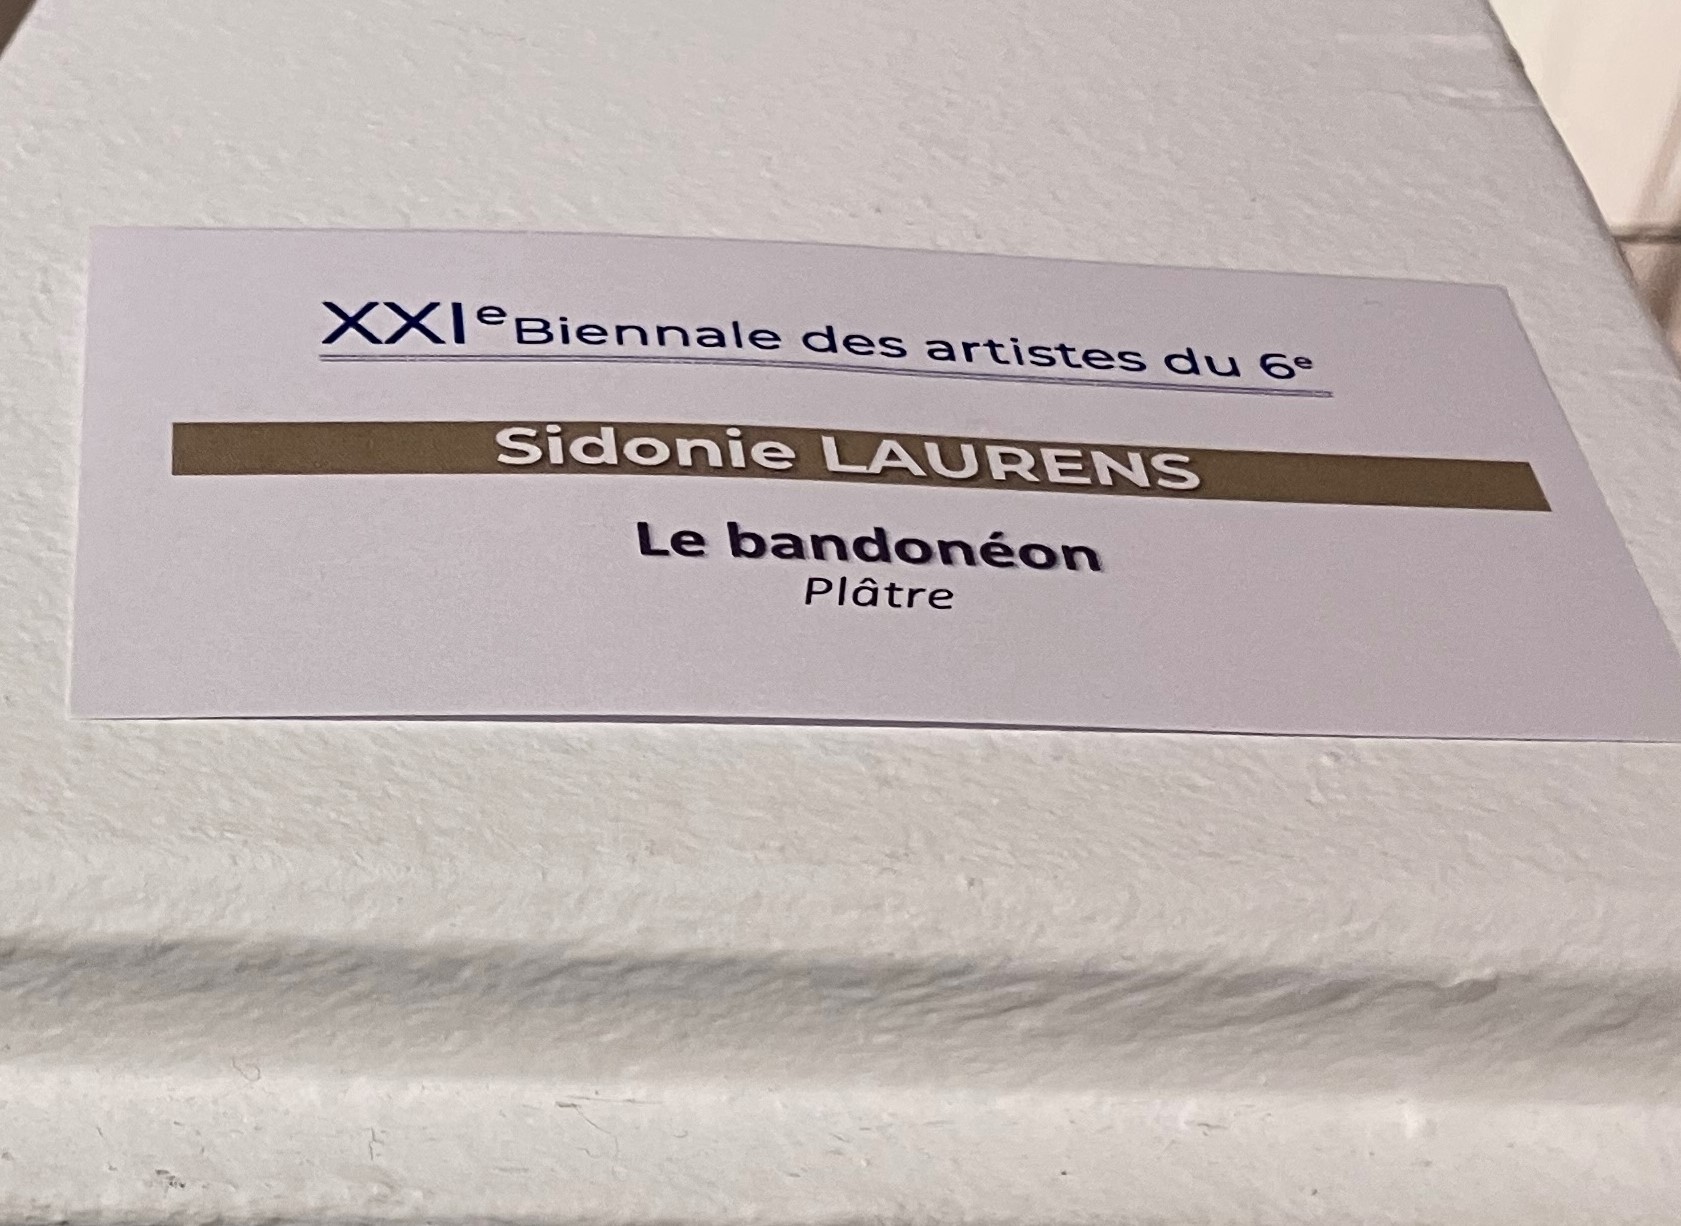 XXIe Biennale des artistes du 6e
Sidonie LAURENS
Le bandonéon
Plâtre